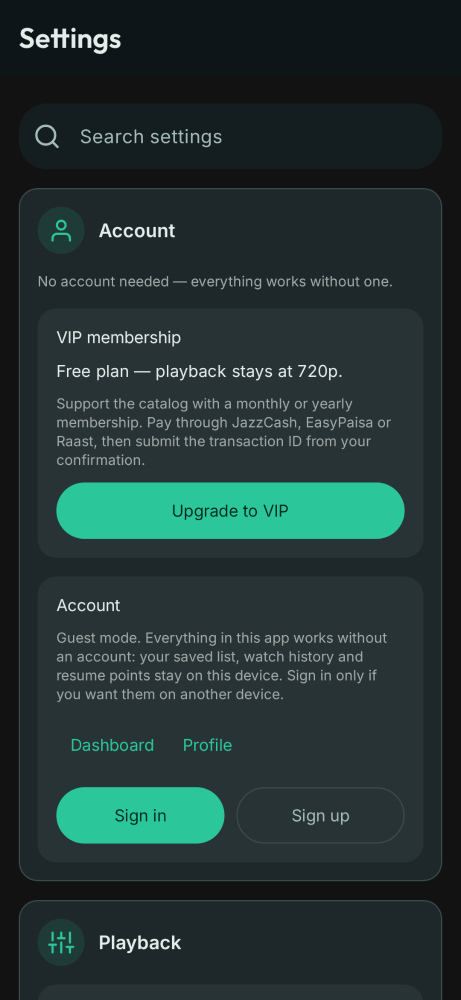 Settings
Search settings
Account
No account needed — everything works without one.
VIP membership
Free plan — playback stays at 720p.
Support the catalog with a monthly or yearly
membership. Pay through JazzCash, EasyPaisa or
Raast, then submit the transaction ID from your
confirmation.
Upgrade to VIP
Account
Guest mode. Everything in this app works without
an account: your saved list, watch history and
resume points stay on this device. Sign in only if
you want them on another device.
Dashboard Profile
Sign in Sign up
Playback